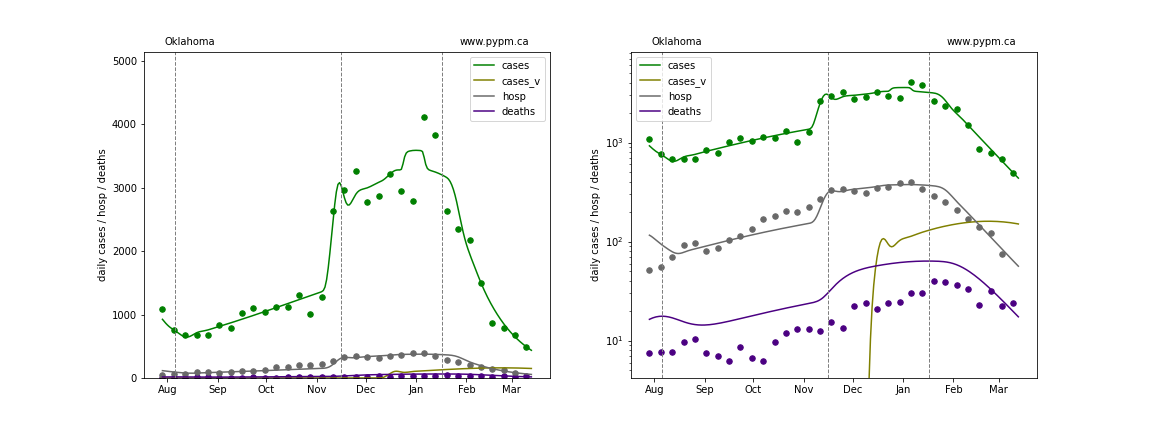 Oklahoma
www.pypm.ca
daily cases / hosp / deaths
5000
4000
3000
2000
1000
0
cases
cases_v
hosp
deaths
Aug Sep Oct Nov Dec Jan Feb Mar
Oklahoma
www.pypm.ca
daily cases / hosp / deaths
10³
10²
10¹
cases
cases_v
hosp
deaths
Aug Sep Oct Nov Dec Jan Feb Mar